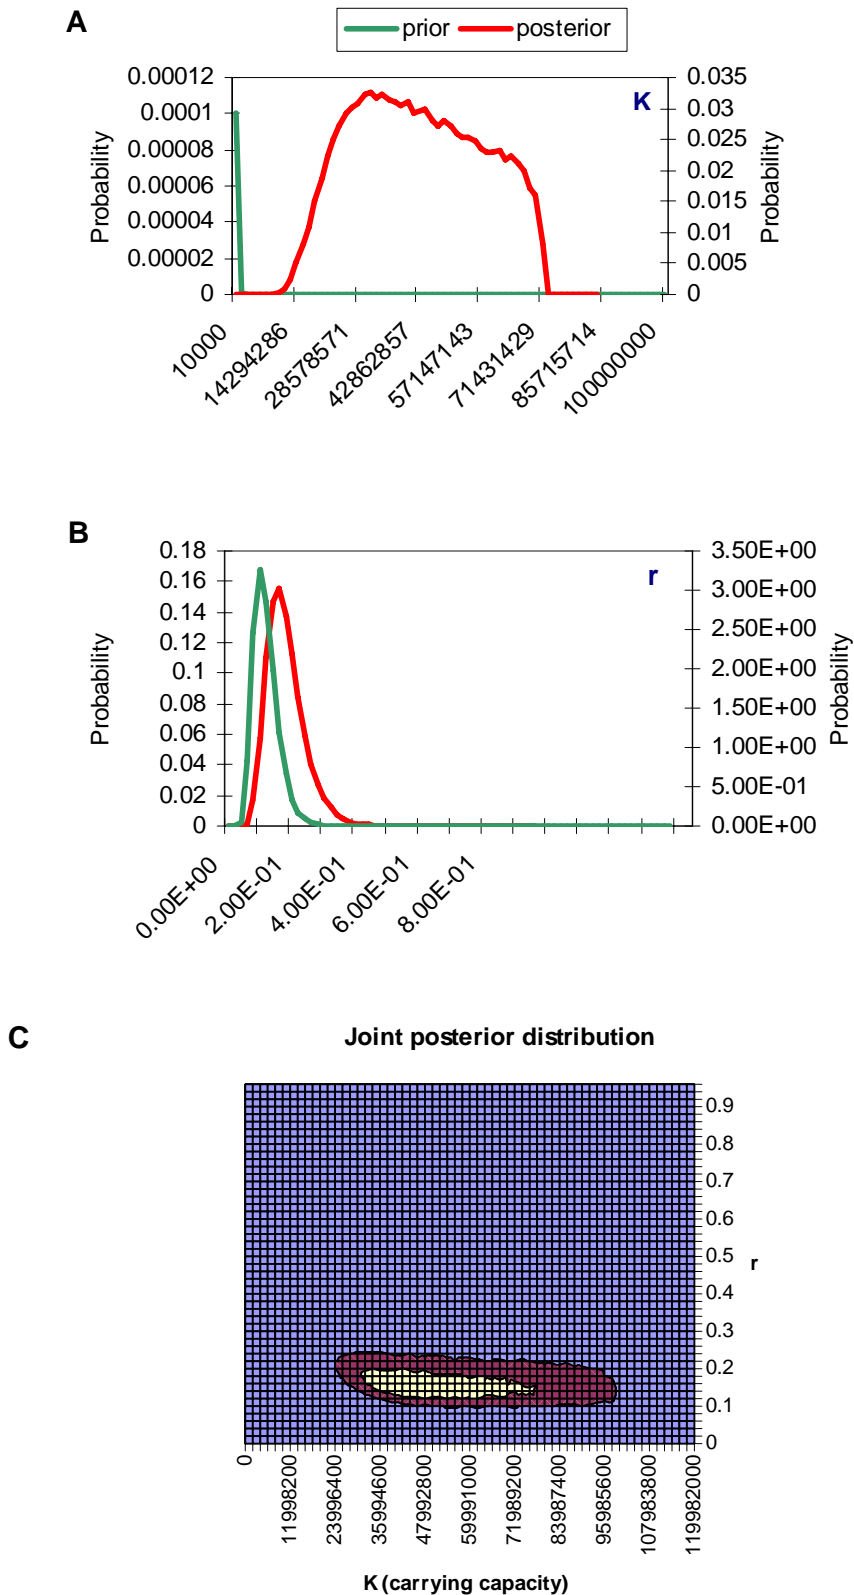 A
prior posterior
0.00012
0.0001
0.00008
0.00006
0.00004
0.00002
0
Probability
K
0.035
0.03
0.025
0.02
0.015
0.01
0.005
0
Probability
10000
14294286
28578571
42862857
57147143
71431429
85715714
100000000
B
0.18
0.16
0.14
0.12
0.1
0.08
0.06
0.04
0.02
0
Probability
r
3.50E+00
3.00E+00
2.50E+00
2.00E+00
1.50E+00
1.00E+00
5.00E-01
0.00E+00
Probability
0.00E+00
2.00E-01
4.00E-01
6.00E-01
8.00E-01
C
Joint posterior distribution
0.9
0.8
0.7
0.6
0.5
0.4
0.3
0.2
0.1
0
r
0
11998200
23996400
35994600
47992800
59991000
71989200
83987400
95985600
107983800
119982000
K (carrying capacity)